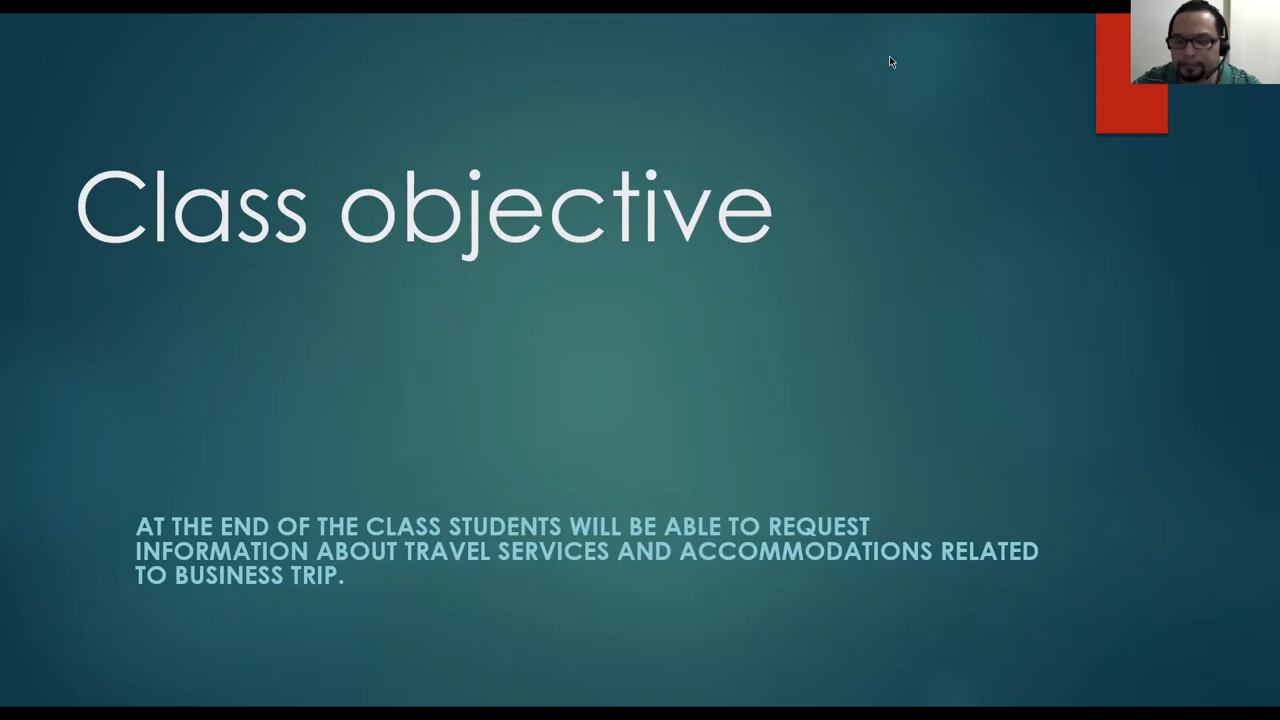 Class objective
AT THE END OF THE CLASS STUDENTS WILL BE ABLE TO REQUEST
INFORMATION ABOUT TRAVEL SERVICES AND ACCOMMODATIONS RELATED
TO BUSINESS TRIP.